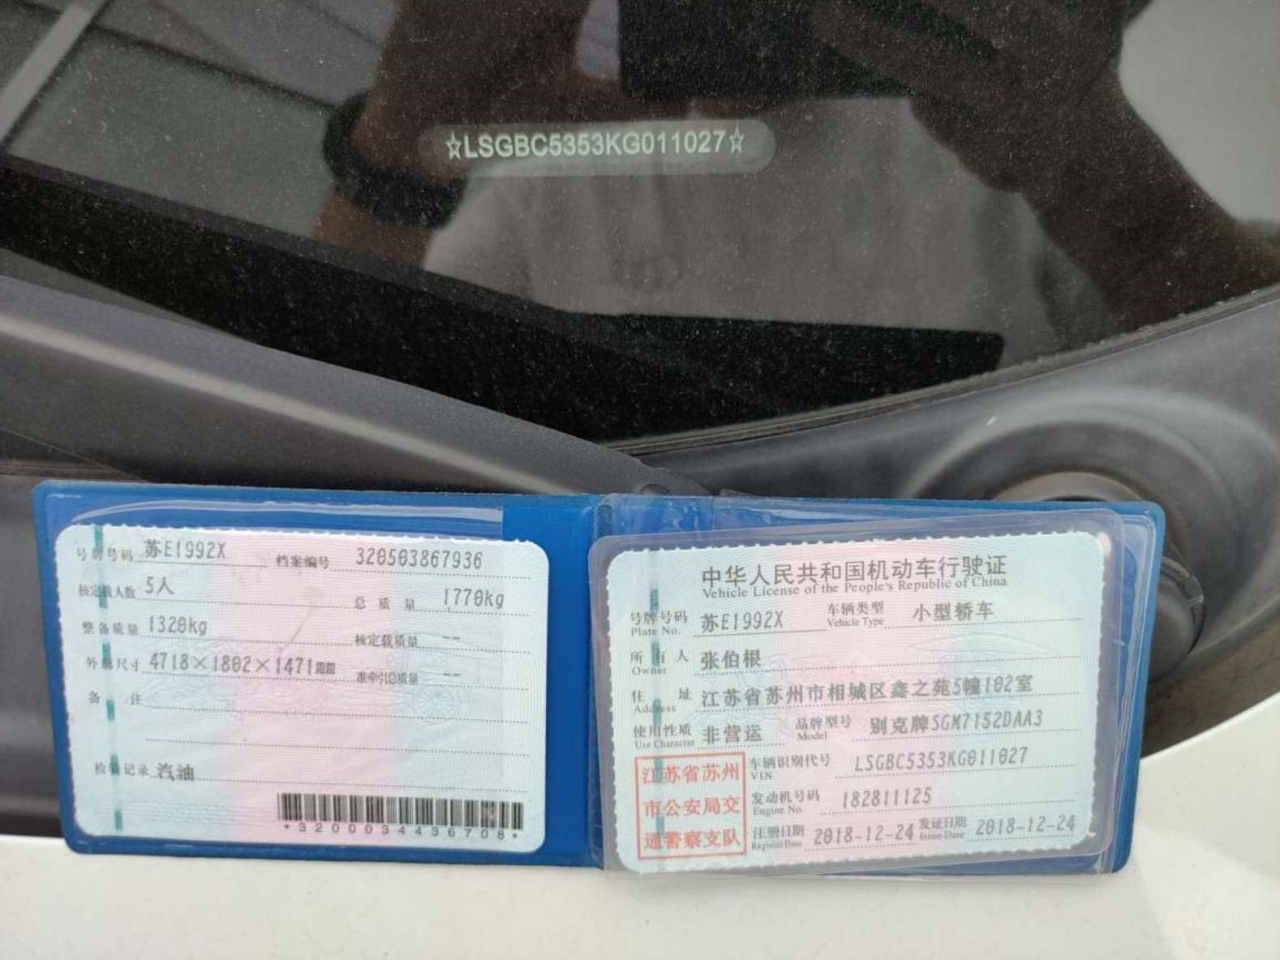 ☆LSGBC5353KG011027☆
号牌号码 苏E1992X 档案编号 320503867936
核定载人数 5人 总质量 1770kg
整备质量 1320kg 核定载质量 --
外廓尺寸 4718×1802×1471 准牵引总质量 --
备注
检验记录 汽油
*3200034436708*
中华人民共和国机动车行驶证
Vehicle License of the People's Republic of China
号牌号码 苏E1992X 车辆类型 小型轿车
Plate No. Vehicle Type
所有人 张伯根
Owner
住址 江苏省苏州市相城区鑫之苑5幢102室
Address
使用性质 非营运 品牌型号 别克牌SGM7152DAA3
Use Character Model
江苏省苏州
市公安局交
通警察支队
车辆识别代号 LSGBC5353KG011027
VIN
发动机号码 182811125
Engine No.
注册日期 2018-12-24 发证日期 2018-12-24
Register Date Issue Date